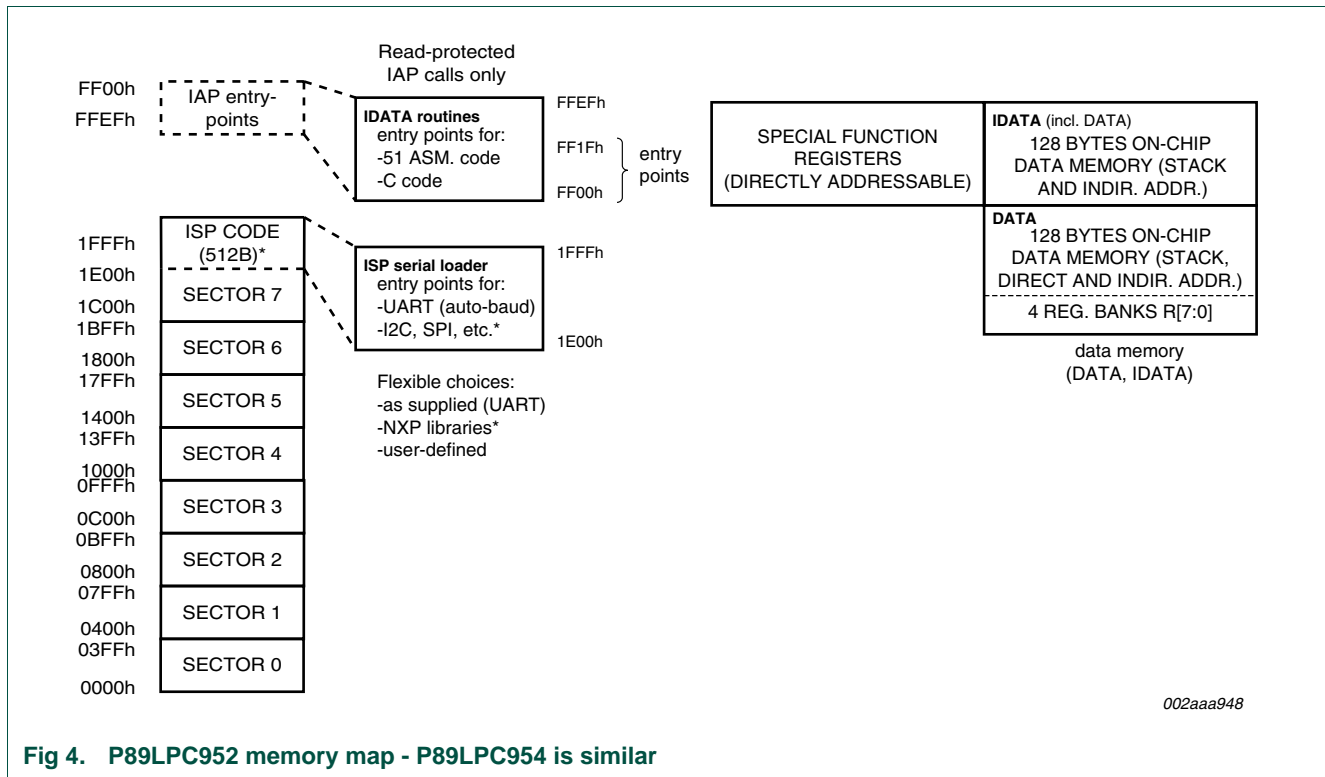 FF00h
FFEFh
IAP entry-
points
Read-protected
IAP calls only
IDATA routines
entry points for:
-51 ASM. code
-C code
FFEFh
FF1Fh
FF00h
entry
points
SPECIAL FUNCTION
REGISTERS
(DIRECTLY ADDRESSABLE)
IDATA (incl. DATA)
128 BYTES ON-CHIP
DATA MEMORY (STACK
AND INDIR. ADDR.)
DATA
128 BYTES ON-CHIP
DATA MEMORY (STACK,
DIRECT AND INDIR. ADDR.)
4 REG. BANKS R[7:0]
data memory
(DATA, IDATA)
1FFFh
ISP CODE
(512B)*
1E00h
SECTOR 7
1C00h
1BFFh
SECTOR 6
1800h
17FFh
SECTOR 5
1400h
13FFh
SECTOR 4
1000h
0FFFh
SECTOR 3
0C00h
0BFFh
SECTOR 2
0800h
07FFh
SECTOR 1
0400h
03FFh
SECTOR 0
0000h
ISP serial loader
entry points for:
-UART (auto-baud)
-I2C, SPI, etc.*
1FFFh
1E00h
Flexible choices:
-as supplied (UART)
-NXP libraries*
-user-defined
002aaa948
Fig 4. P89LPC952 memory map - P89LPC954 is similar